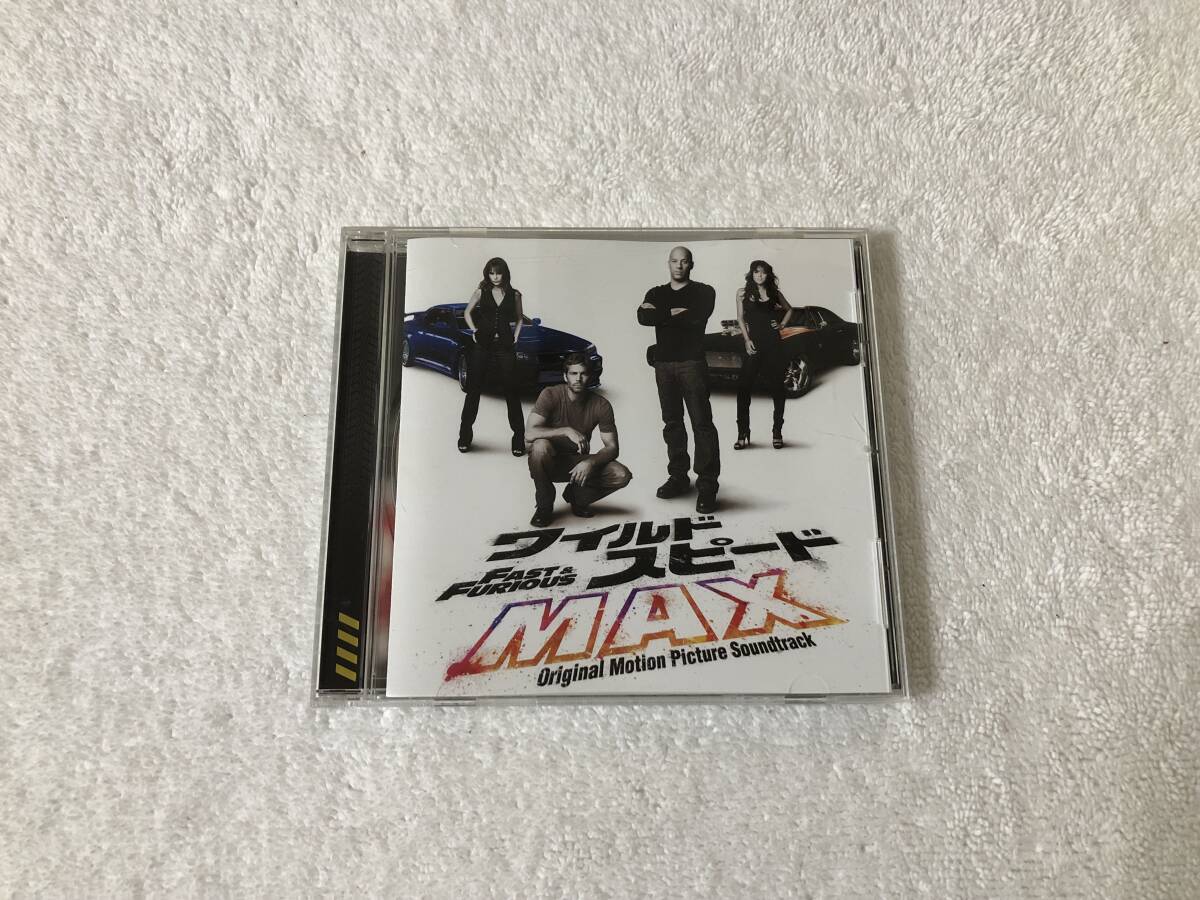 ワイルド
スピード
FAST &
FURIOUS
MAX
Original Motion Picture Soundtrack